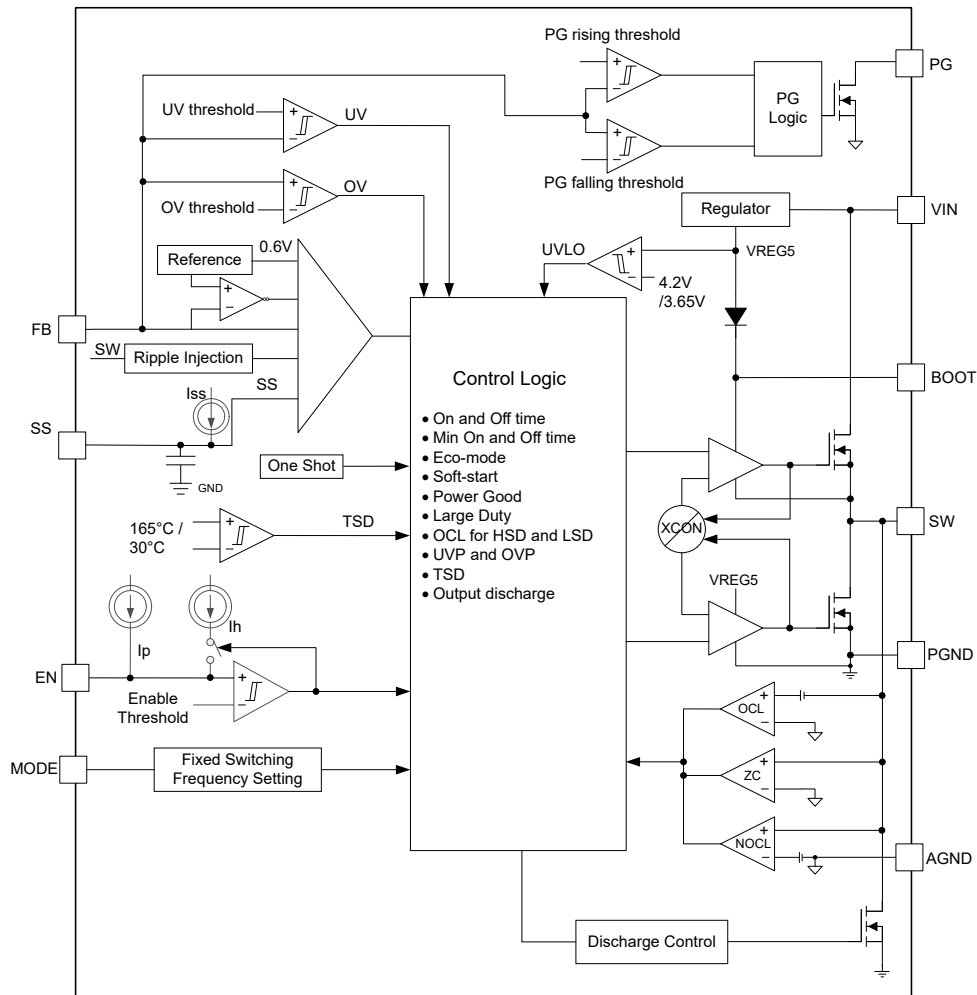 PG rising threshold
PG
PG
Logic
UV threshold
UV
PG falling threshold
OV
OV threshold
Regulator
VIN
UVLO
VREG5
Reference
0.6V
4.2V
/3.65V
FB
SW
Ripple Injection
Iss
SS
BOOT
SS
GND
Control Logic
• On and Off time
• Min On and Off time
• Eco-mode
• Soft-start
• Power Good
• Large Duty
• OCL for HSD and LSD
• UVP and OVP
• TSD
• Output discharge
One Shot
165°C /
30°C
TSD
XCON
SW
VREG5
Ip
Ih
EN
Enable
Threshold
PGND
OCL
MODE
Fixed Switching
Frequency Setting
ZC
NOCL
AGND
Discharge Control
+
−
+
−
+
−
+
−
+
−
+
−
+
−
+
−
+
−
+
−
+
−